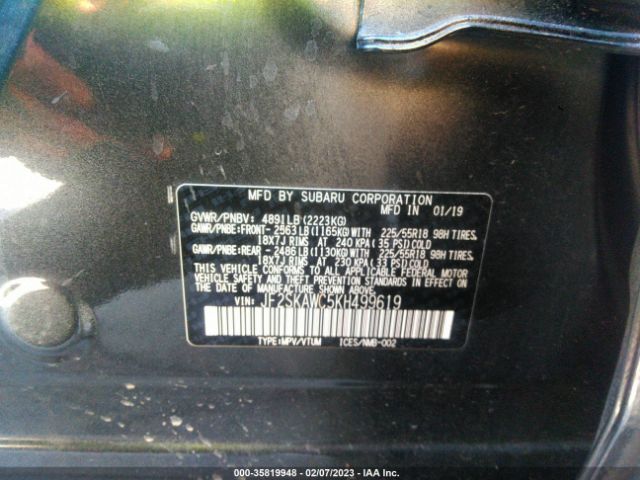 MFD BY SUBARU CORPORATION
MFD IN 01/19
GVWR/PNBV: 4891LB(2223KG)
GAWR/PNBE:FRONT- 2563LB(1165KG)WITH 225/55R18 98H TIRES,
18X7J RIMS AT 240 KPA(35 PSI)COLD
GAWR/PNBE:REAR - 2486LB(1130KG)WITH 225/55R18 98H TIRES,
18X7J RIMS AT 230 KPA(33 PSI)COLD
THIS VEHICLE CONFORMS TO ALL APPLICABLE FEDERAL MOTOR
VEHICLE SAFETY AND THEFT PREVENTION STANDARDS IN EFFECT ON
THE DATE OF MANUFACTURE SHOWN ABOVE.
VIN: JF2SKAWC5KH499619
TYPE:MPV/VTUM ICES/NMB-002
000-35819948 - 02/07/2023 - IAA Inc.